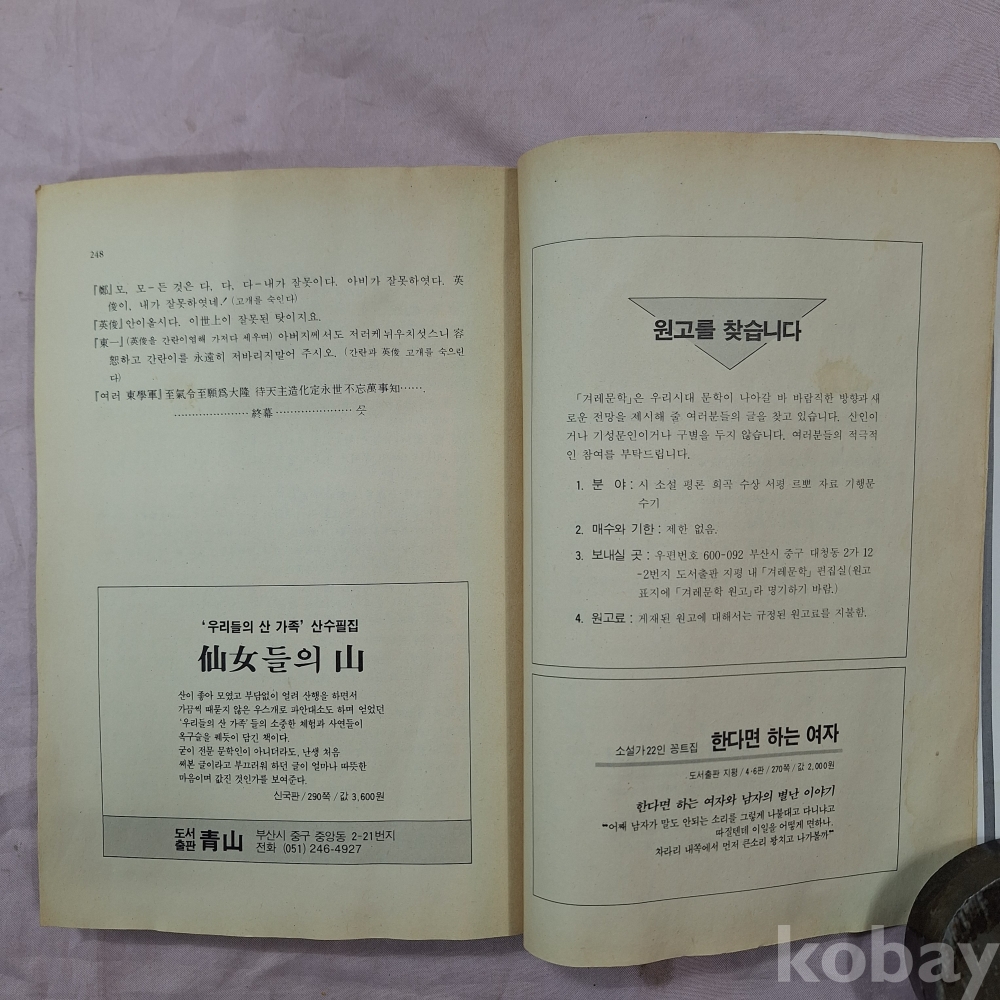 248
『鄭』모, 모-든 것은 다, 다, 다-내가 잘못이다. 아비가 잘못하엿다. 英
俊이, 내가 잘못하엿네! (고개를 숙인다)
『英俊』안이올시다. 이世上이 잘못된 탓이지요.
『東一』(英俊을 간란이엽헤 가저다 세우며) 아버지께서도 저러케뉘우치섯스니 容
恕하고 간란이를 永遠히 저바리지말어 주시오. (간란과 英俊 고개를 숙으린
다)
『여러 東學軍』至氣今至願爲大降 待天主造化定永世不忘萬事知…….
…………………終幕…………………
'우리들의 산 가족' 산수필집
仙女들의 山
산이 좋아 모였고 부담없이 얼려 산행을 하면서
가끔씩 때묻지 않은 우스개로 파안대소도 하며 얻었던
'우리들의 산 가족'들의 소중한 체험과 사연들이
옥구슬을 꿰듯이 담긴 책이다.
굳이 전문 문학인이 아니더라도, 난생 처음
써본 글이라고 부끄러워 하던 글이 얼마나 따뜻한
마음이며 값진 것인가를 보여준다.
신국판/290쪽/값 3,600원
도서출판 靑山 부산시 중구 중앙동 2-21번지
전화 (051) 246-4927
원고를 찾습니다
「겨레문학」은 우리시대 문학이 나아갈 바 바람직한 방향과 새
로운 전망을 제시해 줄 여러분들의 글을 찾고 있습니다. 신인이
거나 기성문인이거나 구별을 두지 않습니다. 여러분들의 적극적
인 참여를 부탁드립니다.
1. 분 야 : 시 소설 평론 희곡 수상 서평 르뽀 자료 기행문
수기
2. 매수와 기한 : 제한 없음.
3. 보내실 곳 : 우편번호 600-092 부산시 중구 대청동 2가 12
-2번지 도서출판 지평 내 「겨레문학」 편집실(원고
표지에 「겨레문학 원고」라 명기하기 바람.)
4. 원고료 : 게재된 원고에 대해서는 규정된 원고료를 지불함.
소설가22인 꽁트집 한다면 하는 여자
도서출판 지평/4·6판/270쪽/값 2,000원
한다면 하는 여자와 남자의 별난 이야기
"어째 남자가 말도 안되는 소리를 그렇게 나불대고 다니냐고
따질텐데 이일을 어떻게 면하나.
차라리 내쪽에서 먼저 큰소리 꽝치고 나가볼까"
kobay